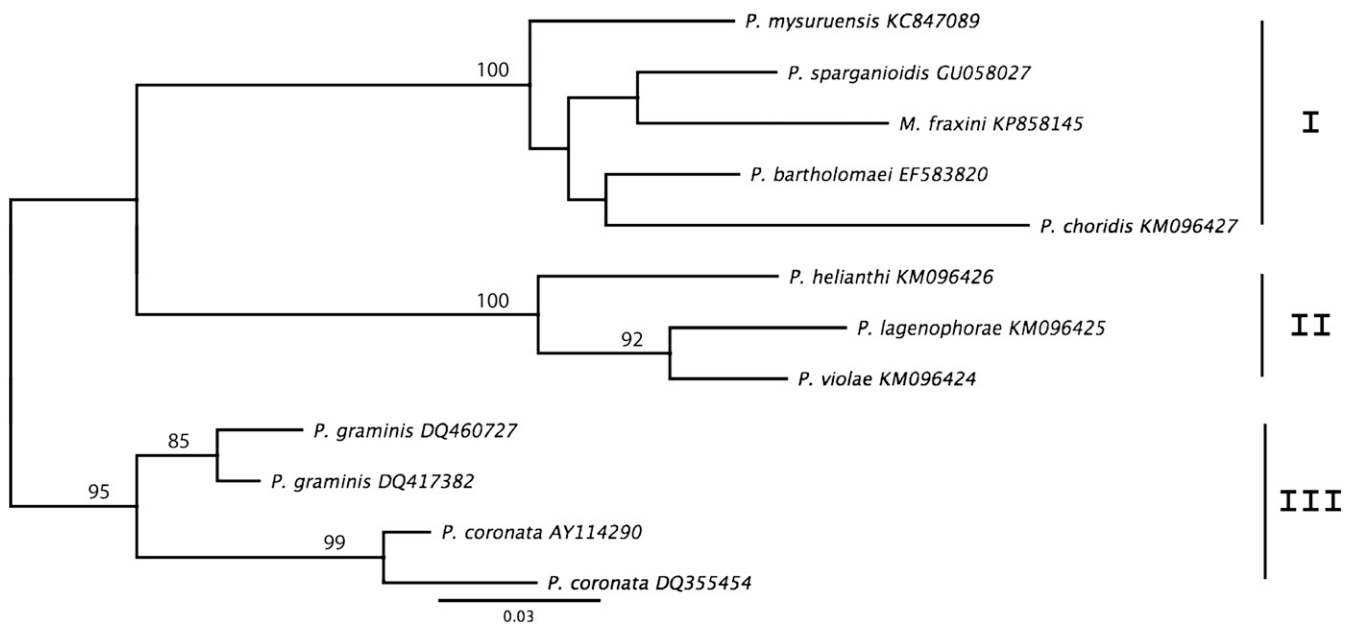 P. mysuruensis KC847089
100
P. sparganioidis GU058027
M. fraxini KP858145
I
P. bartholomaei EF583820
P. choridis KM096427
P. helianthi KM096426
100
P. lagenophorae KM096425
II
92
P. violae KM096424
P. graminis DQ460727
85
P. graminis DQ417382
95
III
P. coronata AY114290
99
P. coronata DQ355454
0.03